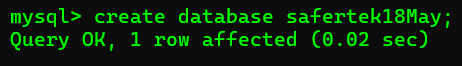 mysql> create database safertek18May;
Query OK, 1 row affected (0.02 sec)